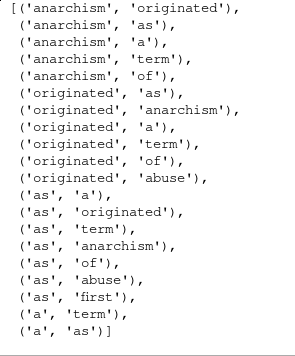 [('anarchism', 'originated'),
('anarchism', 'as'),
('anarchism', 'a'),
('anarchism', 'term'),
('anarchism', 'of'),
('originated', 'as'),
('originated', 'anarchism'),
('originated', 'a'),
('originated', 'term'),
('originated', 'of'),
('originated', 'abuse'),
('as', 'a'),
('as', 'originated'),
('as', 'term'),
('as', 'anarchism'),
('as', 'of'),
('as', 'abuse'),
('as', 'first'),
('a', 'term'),
('a', 'as')]